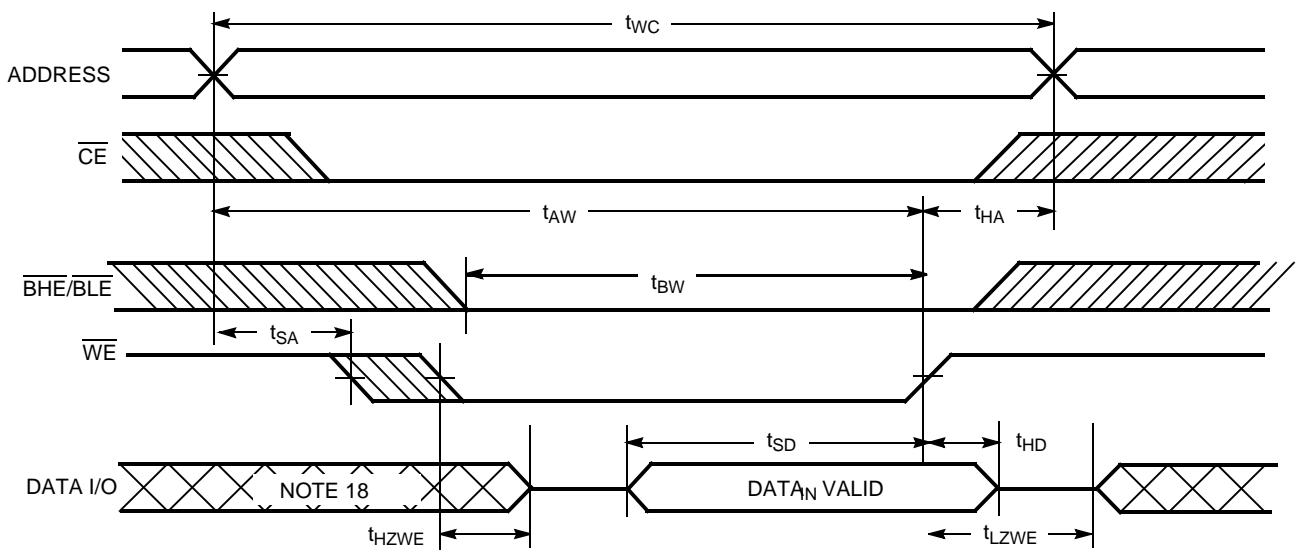 tWC
ADDRESS
CE
tAW
tHA
BHE/BLE
tBW
tSA
WE
tSD
tHD
DATA I/O
NOTE 18
DATAIN VALID
tHZWE
tLZWE